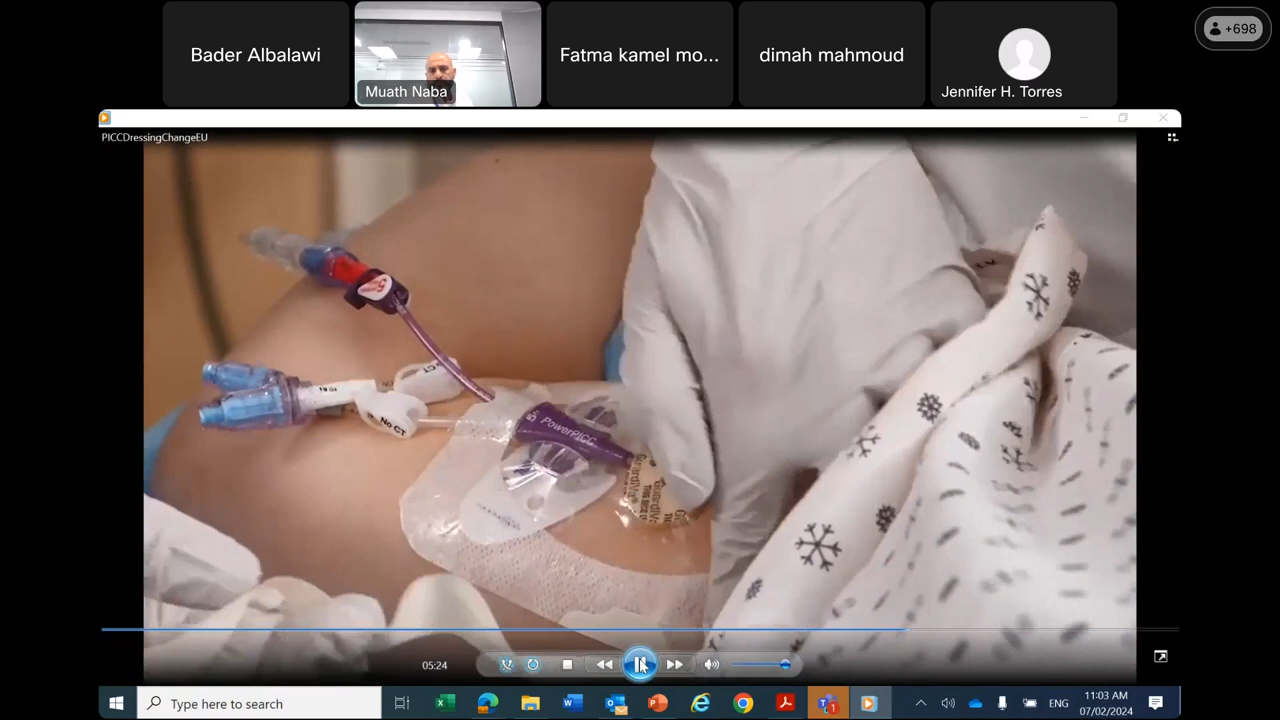 Bader Albalawi
Muath Naba
Fatma kamel mo...
dimah mahmoud
Jennifer H. Torres
+698
PICCDressingChangeEU
No CT
PowerPICC
05:24
Type here to search
ENG
11:03 AM
07/02/2024